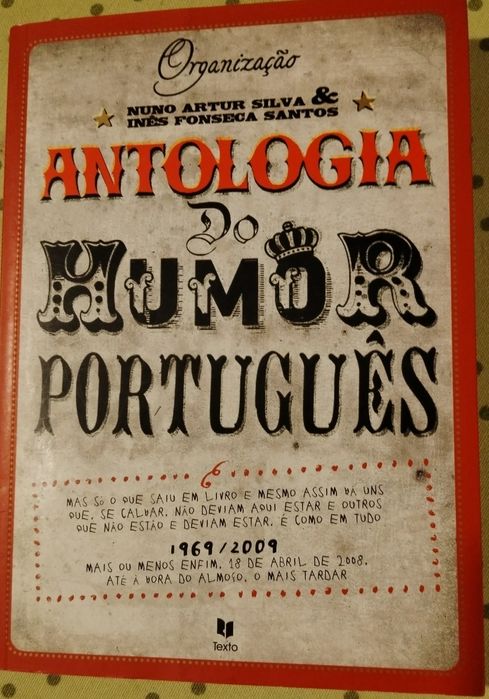 Organização
NUNO ARTUR SILVA &
INÊS FONSECA SANTOS
ANTOLOGIA
Do
HUMOR
PORTUGUÊS
MAS SÓ O QUE SAIU EM LIVRO E MESMO ASSIM HÁ UNS
QUE, SE CALHAR, NÃO DEVIAM AQUI ESTAR E OUTROS
QUE NÃO ESTÃO E DEVIAM ESTAR. É COMO EM TUDO
1969/2009
MAIS OU MENOS ENFIM, 18 DE ABRIL DE 2008,
ATÉ À HORA DO ALMOÇO, O MAIS TARDAR
Texto